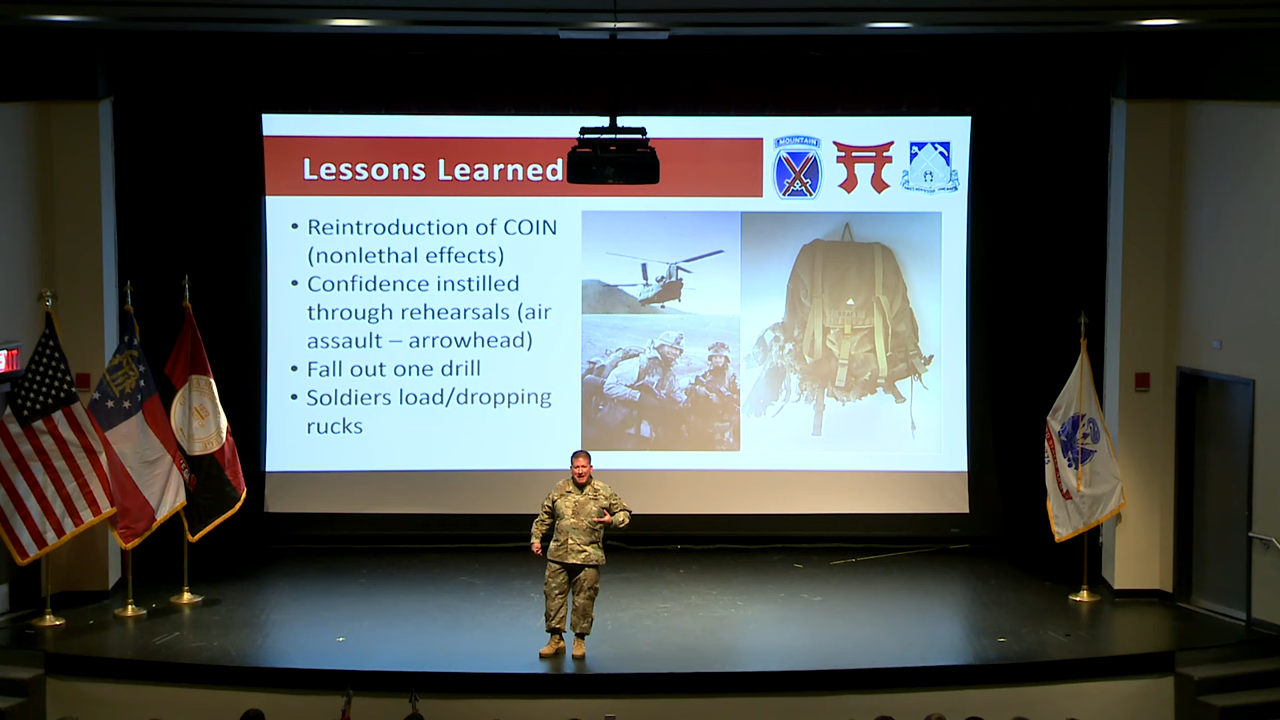 MOUNTAIN
Lessons Learned
• Reintroduction of COIN
(nonlethal effects)
• Confidence instilled
through rehearsals (air
assault – arrowhead)
• Fall out one drill
• Soldiers load/dropping
rucks